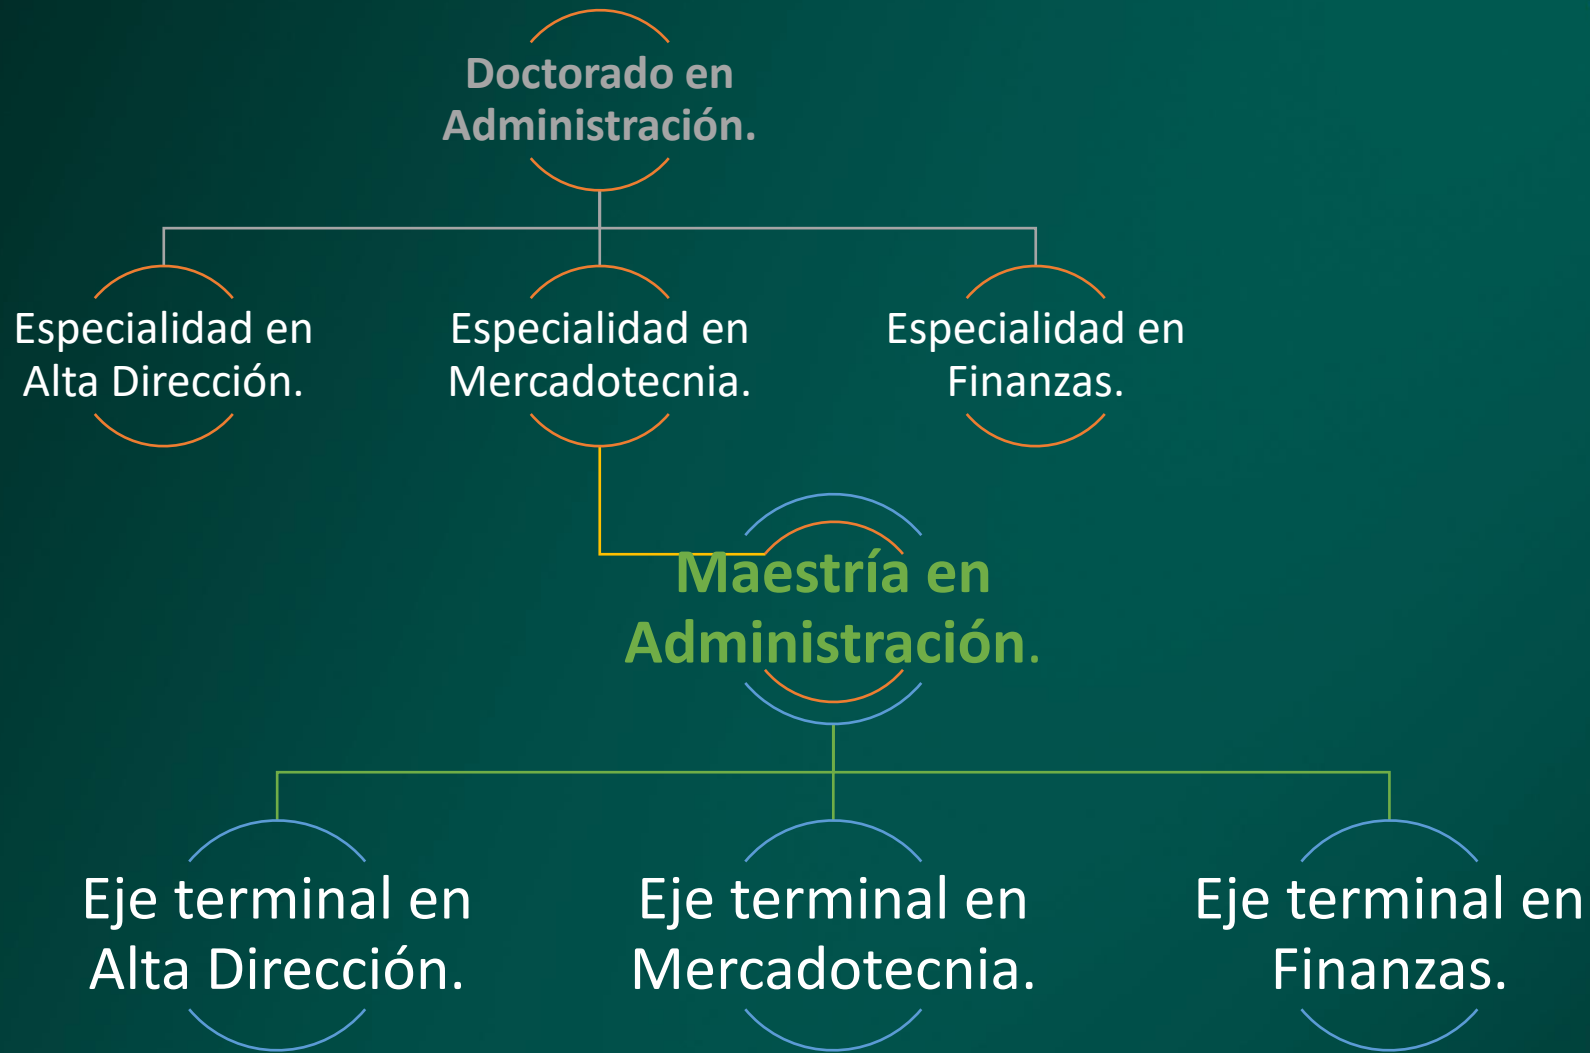 Doctorado en
Administración.
Especialidad en
Alta Dirección.
Especialidad en
Mercadotecnia.
Especialidad en
Finanzas.
Maestría en
Administración.
Eje terminal en
Alta Dirección.
Eje terminal en
Mercadotecnia.
Eje terminal en
Finanzas.